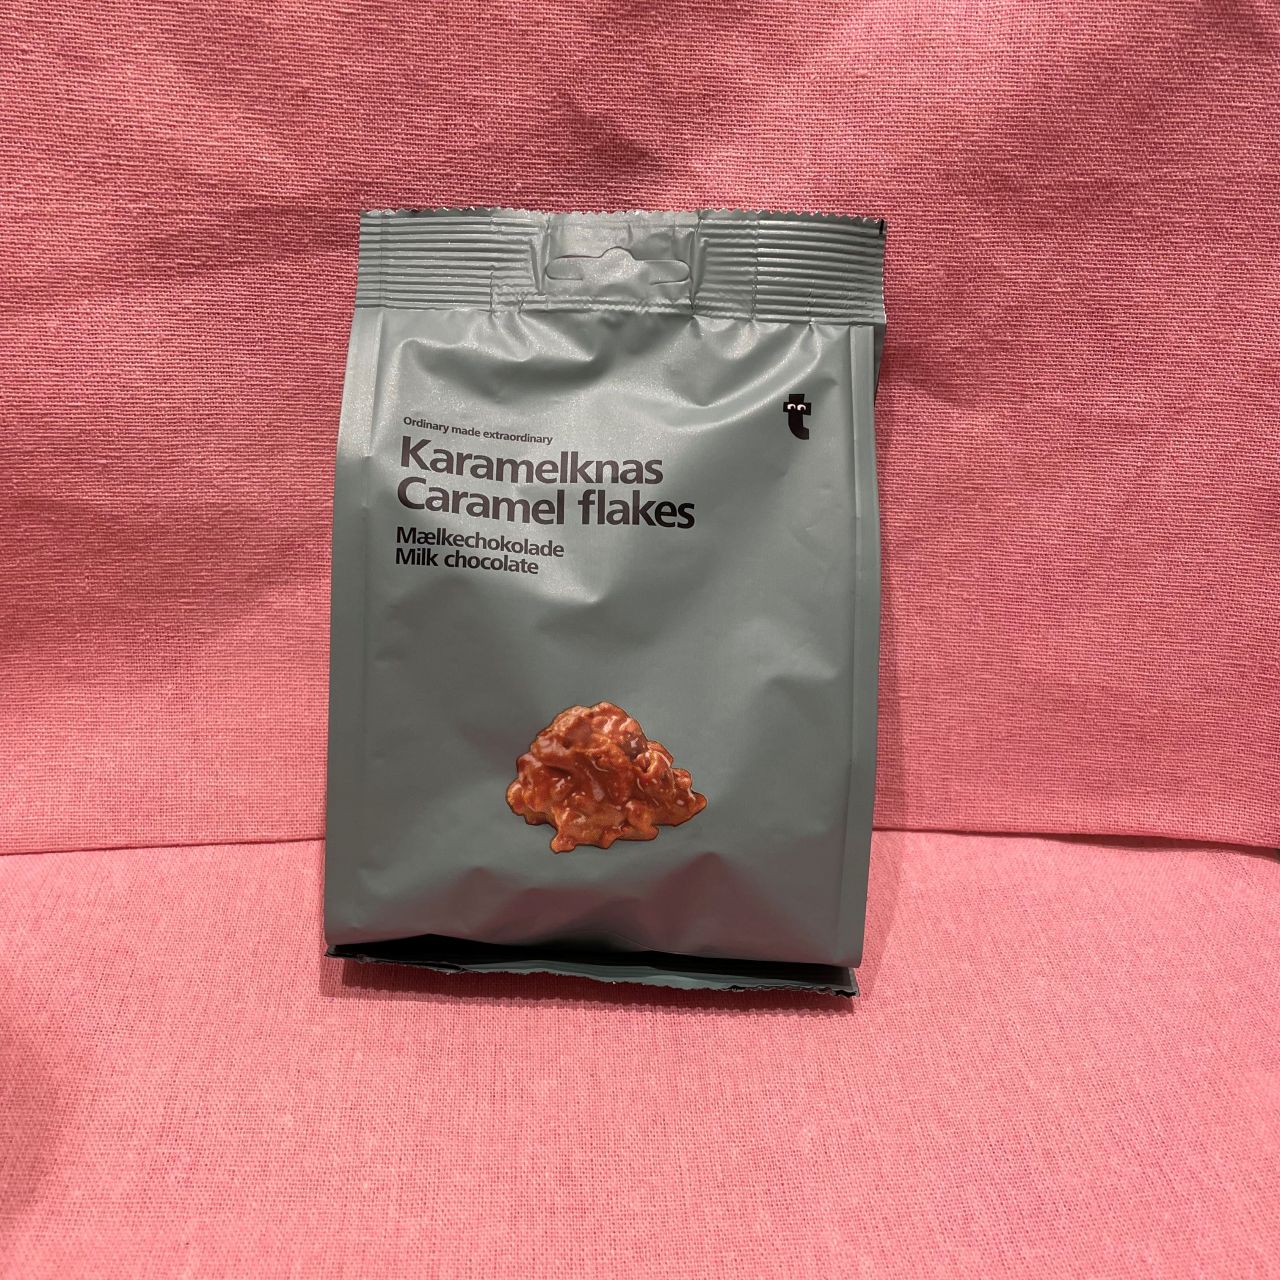 t
Ordinary made extraordinary
Karamelknas
Caramel flakes
Mælkechokolade
Milk chocolate